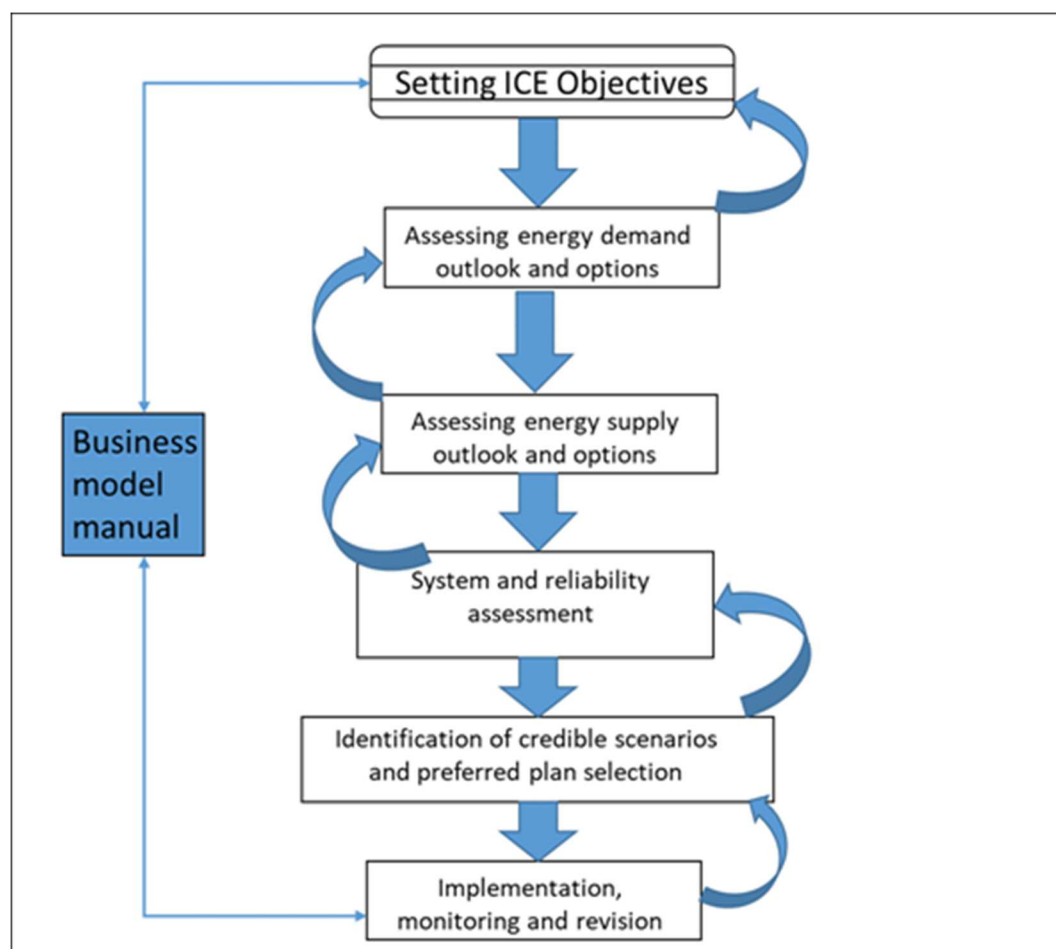 Setting ICE Objectives
Assessing energy demand
outlook and options
Assessing energy supply
outlook and options
Business
model
manual
System and reliability
assessment
Identification of credible scenarios
and preferred plan selection
Implementation,
monitoring and revision